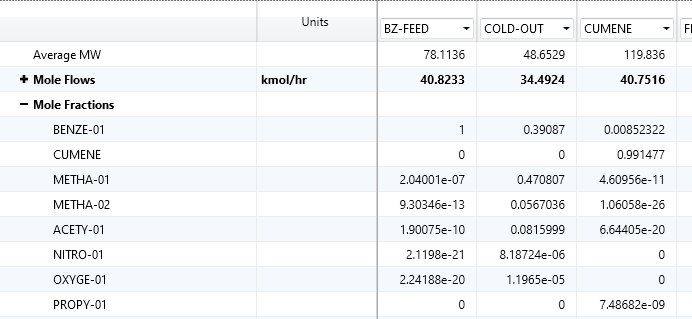 Units BZ-FEED COLD-OUT CUMENE
Average MW 78.1136 48.6529 119.836
Mole Flows kmol/hr 40.8233 34.4924 40.7516
Mole Fractions
BENZE-01 1 0.39087 0.00852322
CUMENE 0 0 0.991477
METHA-01 2.04001e-07 0.470807 4.60956e-11
METHA-02 9.30346e-13 0.0567036 1.06058e-26
ACETY-01 1.90075e-10 0.0815999 6.64405e-20
NITRO-01 2.1198e-21 8.18724e-06 0
OXYGE-01 2.24188e-20 1.1965e-05 0
PROPY-01 0 0 7.48682e-09